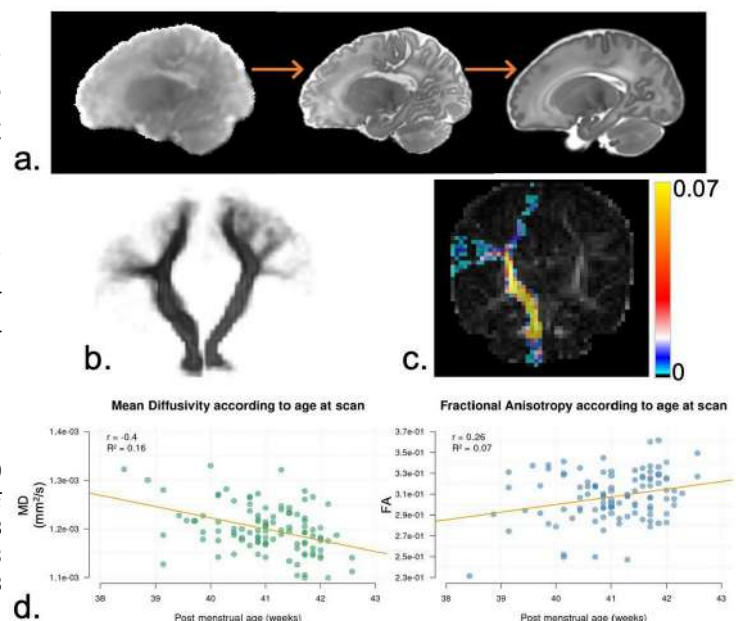 a.
b.
c.
0.07
0
Mean Diffusivity according to age at scan
r = -0.4
R² = 0.16
1.4e-03
1.3e-03
1.2e-03
1.1e-03
MD
(mm²/s)
38 39 40 41 42 43
Post menstrual age (weeks)
Fractional Anisotropy according to age at scan
r = 0.26
R² = 0.07
3.7e-01
3.5e-01
3.3e-01
3.1e-01
2.9e-01
2.7e-01
2.5e-01
2.3e-01
FA
38 39 40 41 42 43
Post menstrual age (weeks)
d.